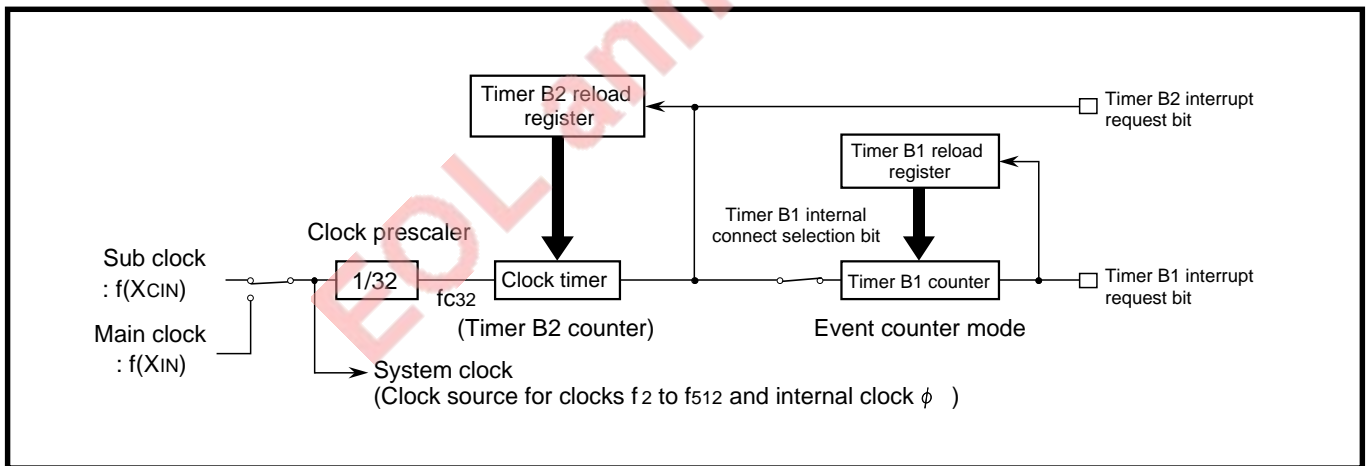 Timer B2 reload
register
Timer B2 interrupt
request bit
Timer B1 reload
register
Timer B1 internal
connect selection bit
Clock prescaler
Sub clock
: f(XCIN)
1/32
fC32
Clock timer
Timer B1 counter
Timer B1 interrupt
request bit
(Timer B2 counter)
Event counter mode
Main clock
: f(XIN)
System clock
(Clock source for clocks f2 to f512 and internal clock ϕ )
EOL ann